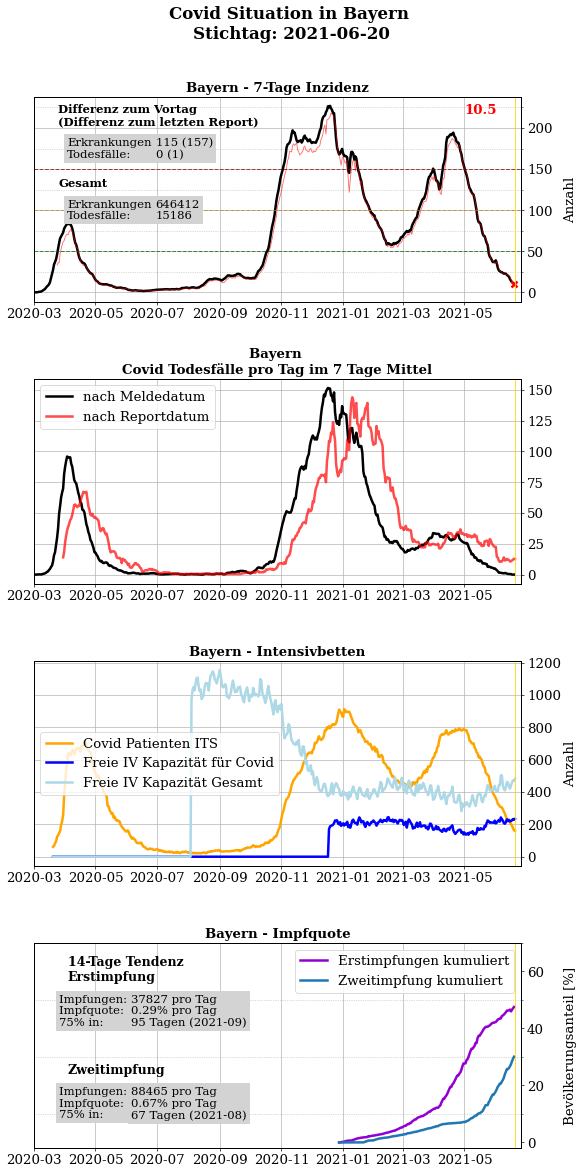 Covid Situation in Bayern
Stichtag: 2021-06-20
Bayern - 7-Tage Inzidenz
Differenz zum Vortag
(Differenz zum letzten Report)
Erkrankungen 115 (157)
Todesfälle: 0 (1)
Gesamt
Erkrankungen 646412
Todesfälle: 15186
10.5
200
150
100
50
0
Anzahl
2020-03 2020-05 2020-07 2020-09 2020-11 2021-01 2021-03 2021-05
Bayern
Covid Todesfälle pro Tag im 7 Tage Mittel
nach Meldedatum
nach Reportdatum
150
125
100
75
50
25
0
2020-03 2020-05 2020-07 2020-09 2020-11 2021-01 2021-03 2021-05
Bayern - Intensivbetten
Covid Patienten ITS
Freie IV Kapazität für Covid
Freie IV Kapazität Gesamt
1200
1000
800
600
400
200
0
Anzahl
2020-03 2020-05 2020-07 2020-09 2020-11 2021-01 2021-03 2021-05
Bayern - Impfquote
14-Tage Tendenz
Erstimpfung
Impfungen: 37827 pro Tag
Impfquote: 0.29% pro Tag
75% in: 95 Tagen (2021-09)
Zweitimpfung
Impfungen: 88465 pro Tag
Impfquote: 0.67% pro Tag
75% in: 67 Tagen (2021-08)
Erstimpfungen kumuliert
Zweitimpfung kumuliert
60
40
20
0
Bevölkerungsanteil [%]
2020-03 2020-05 2020-07 2020-09 2020-11 2021-01 2021-03 2021-05